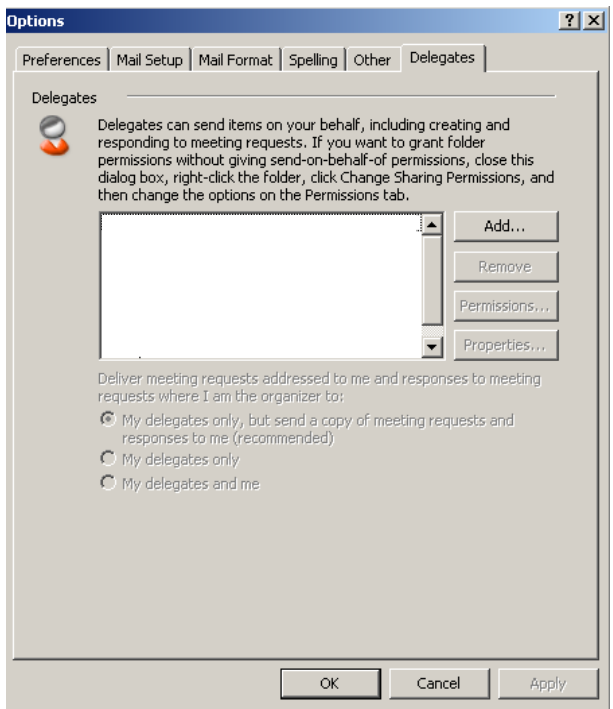 Options
Preferences Mail Setup Mail Format Spelling Other Delegates
Delegates
Delegates can send items on your behalf, including creating and
responding to meeting requests. If you want to grant folder
permissions without giving send-on-behalf-of permissions, close this
dialog box, right-click the folder, click Change Sharing Permissions, and
then change the options on the Permissions tab.
Add...
Remove
Permissions...
Properties...
Deliver meeting requests addressed to me and responses to meeting
requests where I am the organizer to:
My delegates only, but send a copy of meeting requests and
responses to me (recommended)
My delegates only
My delegates and me
OK Cancel Apply